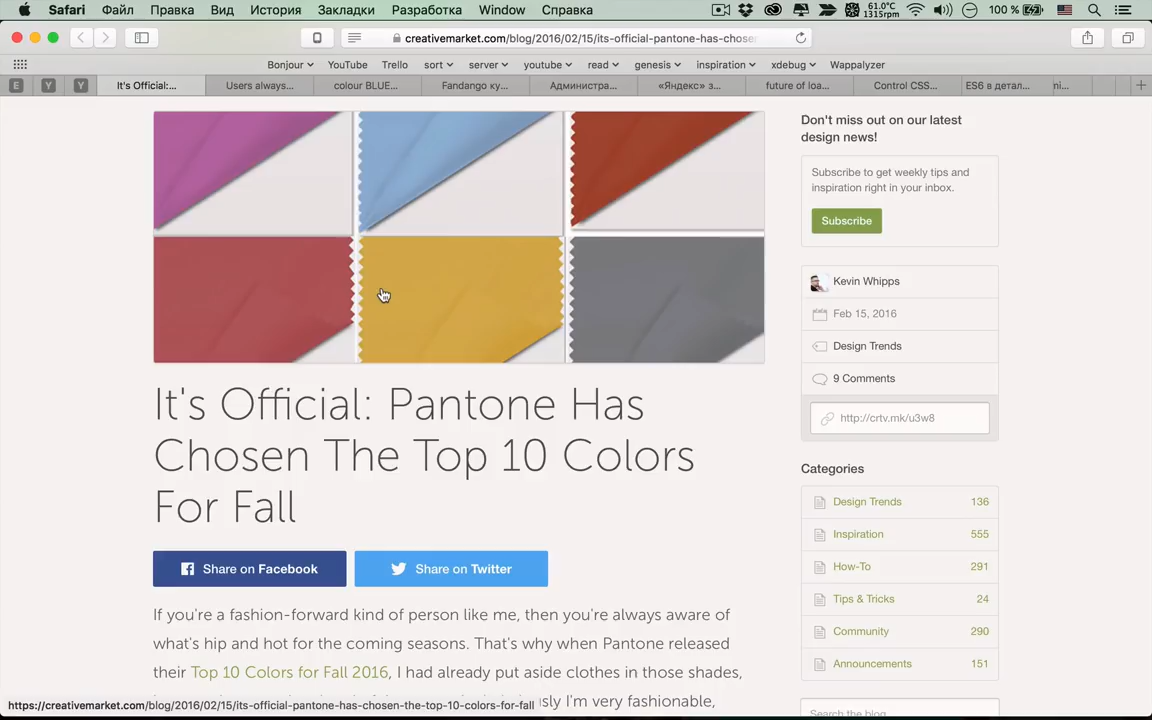 Safari Файл Правка Вид История Закладки Разработка Window Справка 61.0°C 1315rpm 100 %
creativemarket.com/blog/2016/02/15/its-official-pantone-has-chosen
Bonjour YouTube Trello sort server youtube read genesis inspiration xdebug Wappalyzer
E Y Y It's Official:... Users always... colour BLUE... Fandango ку... Администра... «Яндекс» з... future of loa... Control CSS... ES6 в детал... ni...
Don't miss out on our latest
design news!
Subscribe to get weekly tips and
inspiration right in your inbox.
Subscribe
Kevin Whipps
Feb 15, 2016
Design Trends
9 Comments
http://crtv.mk/u3w8
It's Official: Pantone Has
Chosen The Top 10 Colors
For Fall
Share on Facebook Share on Twitter
If you're a fashion-forward kind of person like me, then you're always aware of
what's hip and hot for the coming seasons. That's why when Pantone released
their Top 10 Colors for Fall 2016, I had already put aside clothes in those shades,
sly I'm very fashionable,
Categories
Design Trends 136
Inspiration 555
How-To 291
Tips & Tricks 24
Community 290
Announcements 151
Search the blog
https://creativemarket.com/blog/2016/02/15/its-official-pantone-has-chosen-the-top-10-colors-for-fall